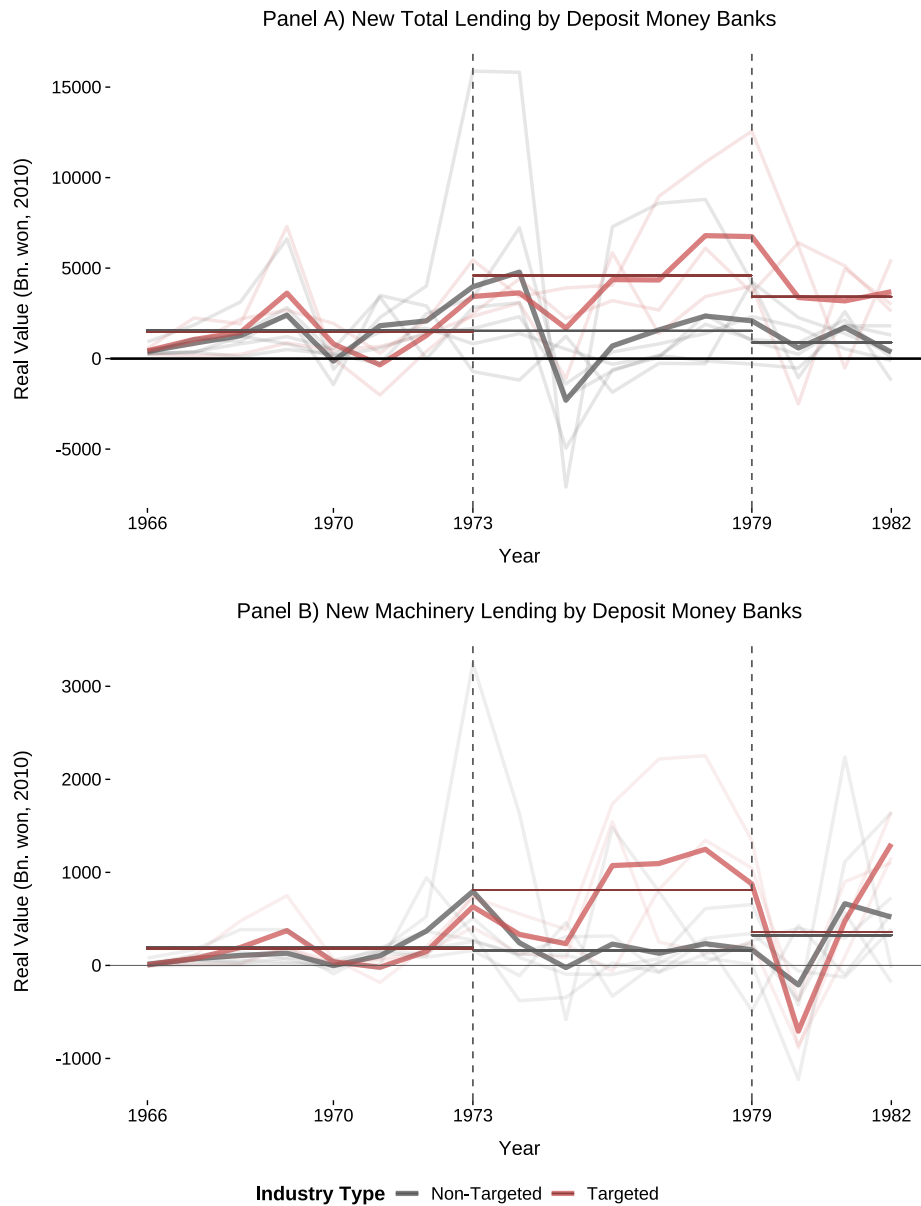 Panel A) New Total Lending by Deposit Money Banks
Real Value (Bn. won, 2010)
15000
10000
5000
0
-5000
1966 1970 1973 1979 1982
Year
Panel B) New Machinery Lending by Deposit Money Banks
Real Value (Bn. won, 2010)
3000
2000
1000
0
-1000
1966 1970 1973 1979 1982
Year
Industry Type Non-Targeted Targeted